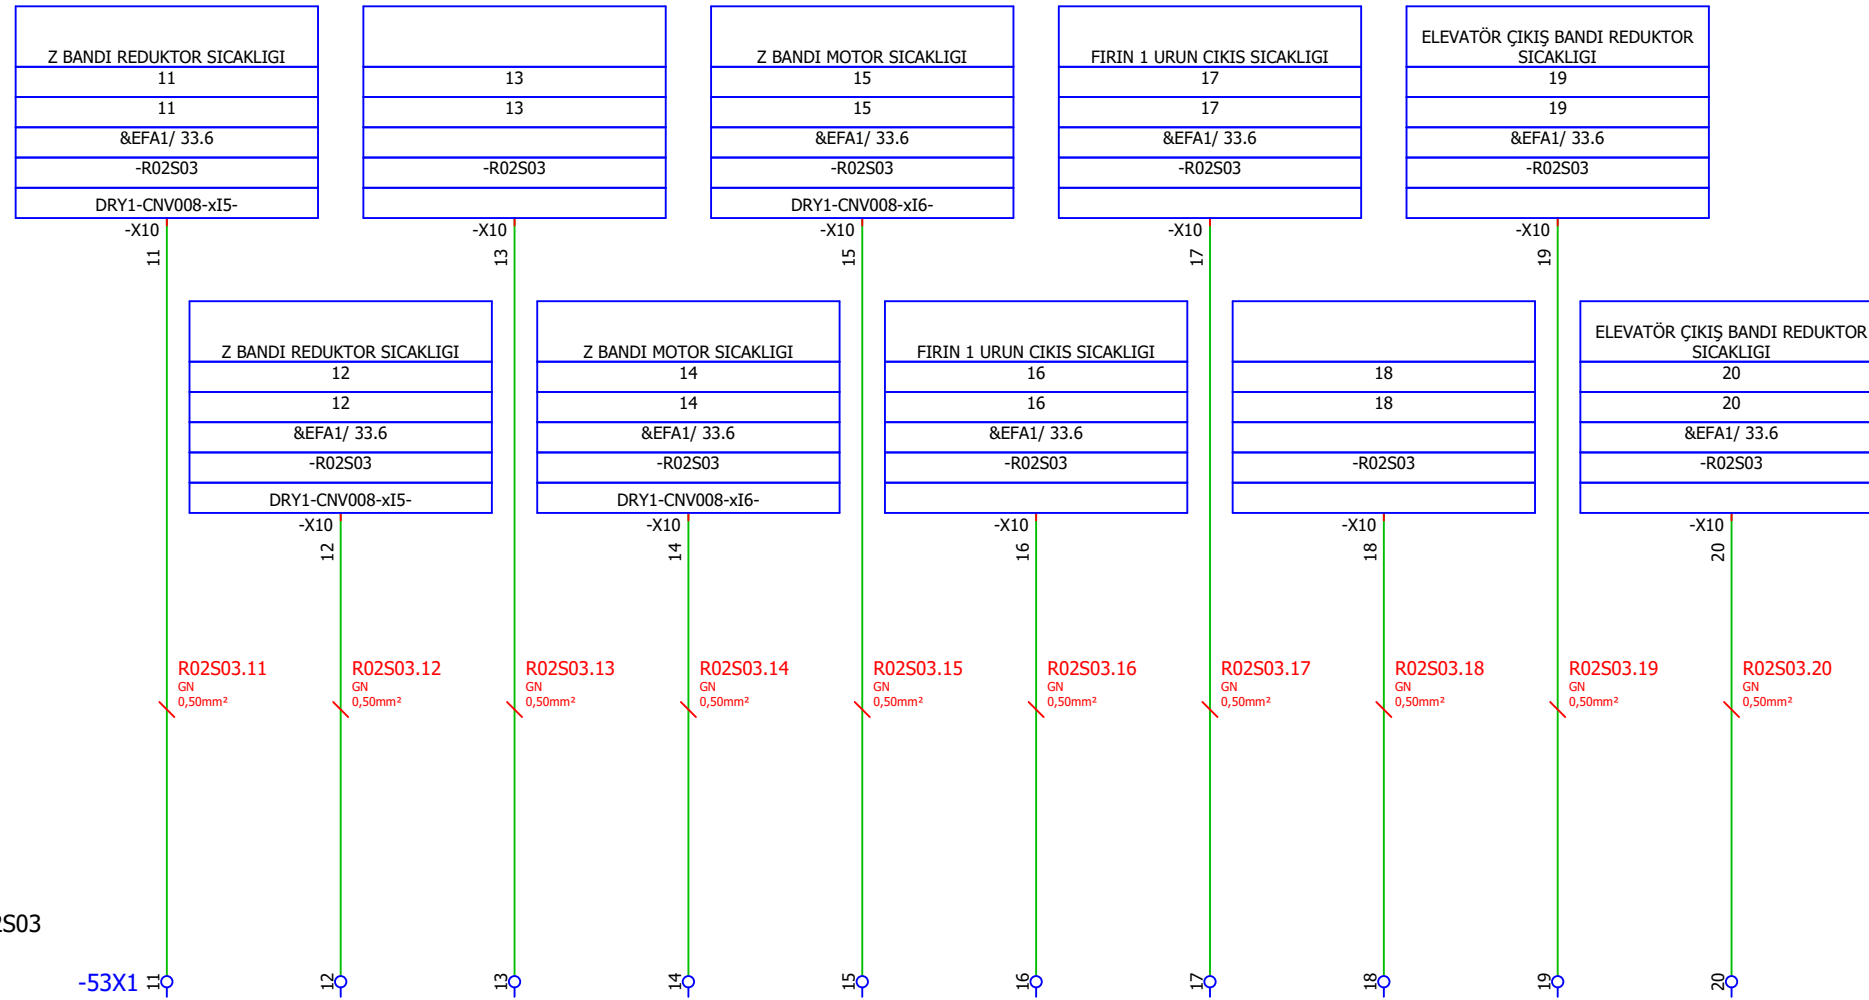 Z BANDI REDUKTOR SICAKLIGI
11
11
&EFA1/ 33.6
-R02S03
DRY1-CNV008-xI5-
-X10
11
13
13
-R02S03
-X10
13
Z BANDI MOTOR SICAKLIGI
15
15
&EFA1/ 33.6
-R02S03
DRY1-CNV008-xI6-
-X10
15
FIRIN 1 URUN CIKIS SICAKLIGI
17
17
&EFA1/ 33.6
-R02S03
-X10
17
ELEVATÖR ÇIKIŞ BANDI REDUKTOR
SICAKLIGI
19
19
&EFA1/ 33.6
-R02S03
-X10
19
Z BANDI REDUKTOR SICAKLIGI
12
12
&EFA1/ 33.6
-R02S03
DRY1-CNV008-xI5-
-X10
12
Z BANDI MOTOR SICAKLIGI
14
14
&EFA1/ 33.6
-R02S03
DRY1-CNV008-xI6-
-X10
14
FIRIN 1 URUN CIKIS SICAKLIGI
16
16
&EFA1/ 33.6
-R02S03
-X10
16
18
18
-R02S03
-X10
18
ELEVATÖR ÇIKIŞ BANDI REDUKTOR
SICAKLIGI
20
20
&EFA1/ 33.6
-R02S03
-X10
20
R02S03.11
GN
0,50mm²
R02S03.12
GN
0,50mm²
R02S03.13
GN
0,50mm²
R02S03.14
GN
0,50mm²
R02S03.15
GN
0,50mm²
R02S03.16
GN
0,50mm²
R02S03.17
GN
0,50mm²
R02S03.18
GN
0,50mm²
R02S03.19
GN
0,50mm²
R02S03.20
GN
0,50mm²
2S03
-53X1
11
12
13
14
15
16
17
18
19
20